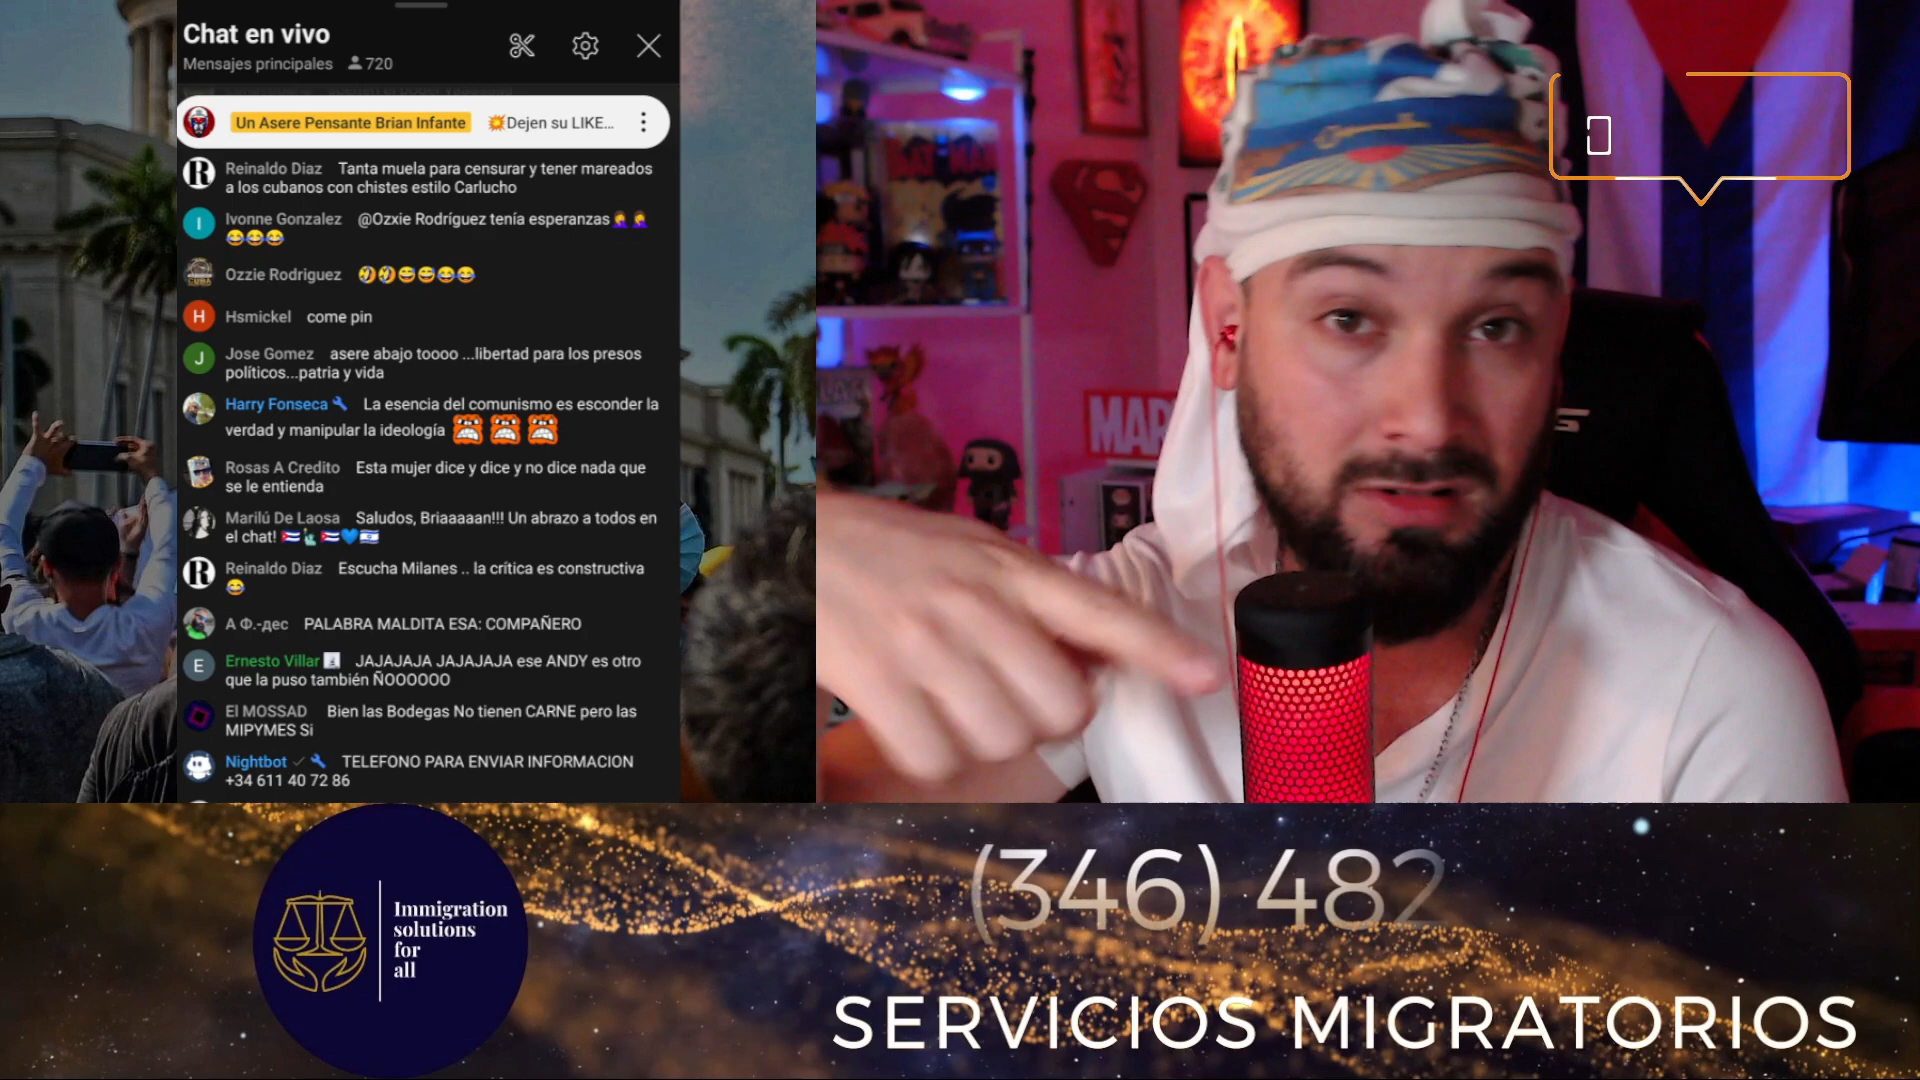 Chat en vivo
Mensajes principales 720
Un Asere Pensante Brian Infante 💥Dejen su LIKE...
Reinaldo Diaz Tanta muela para censurar y tener mareados
a los cubanos con chistes estilo Carlucho
Ivonne Gonzalez @Ozxie Rodríguez tenía esperanzas🤦‍♀️🤦‍♀️
😂😂😂
Ozzie Rodriguez 🤣🤣😅😅😂😂
Hsmickel come pin
Jose Gomez asere abajo toooo ...libertad para los presos
políticos...patria y vida
Harry Fonseca La esencia del comunismo es esconder la
verdad y manipular la ideología
Rosas A Credito Esta mujer dice y dice y no dice nada que
se le entienda
Marilú De Laosa Saludos, Briaaaaan!!! Un abrazo a todos en
el chat! 🇨🇺🗽🇨🇺💙🇮🇱
Reinaldo Diaz Escucha Milanes .. la crítica es constructiva
😂
А Ф.-дес PALABRA MALDITA ESA: COMPAÑERO
Ernesto Villar JAJAJAJA JAJAJAJA ese ANDY es otro
que la puso también ÑOOOOOO
El MOSSAD Bien las Bodegas No tienen CARNE pero las
MIPYMES Si
Nightbot TELEFONO PARA ENVIAR INFORMACION
+34 611 40 72 86
MAR
Immigration
solutions
for
all
(346) 482
SERVICIOS MIGRATORIOS